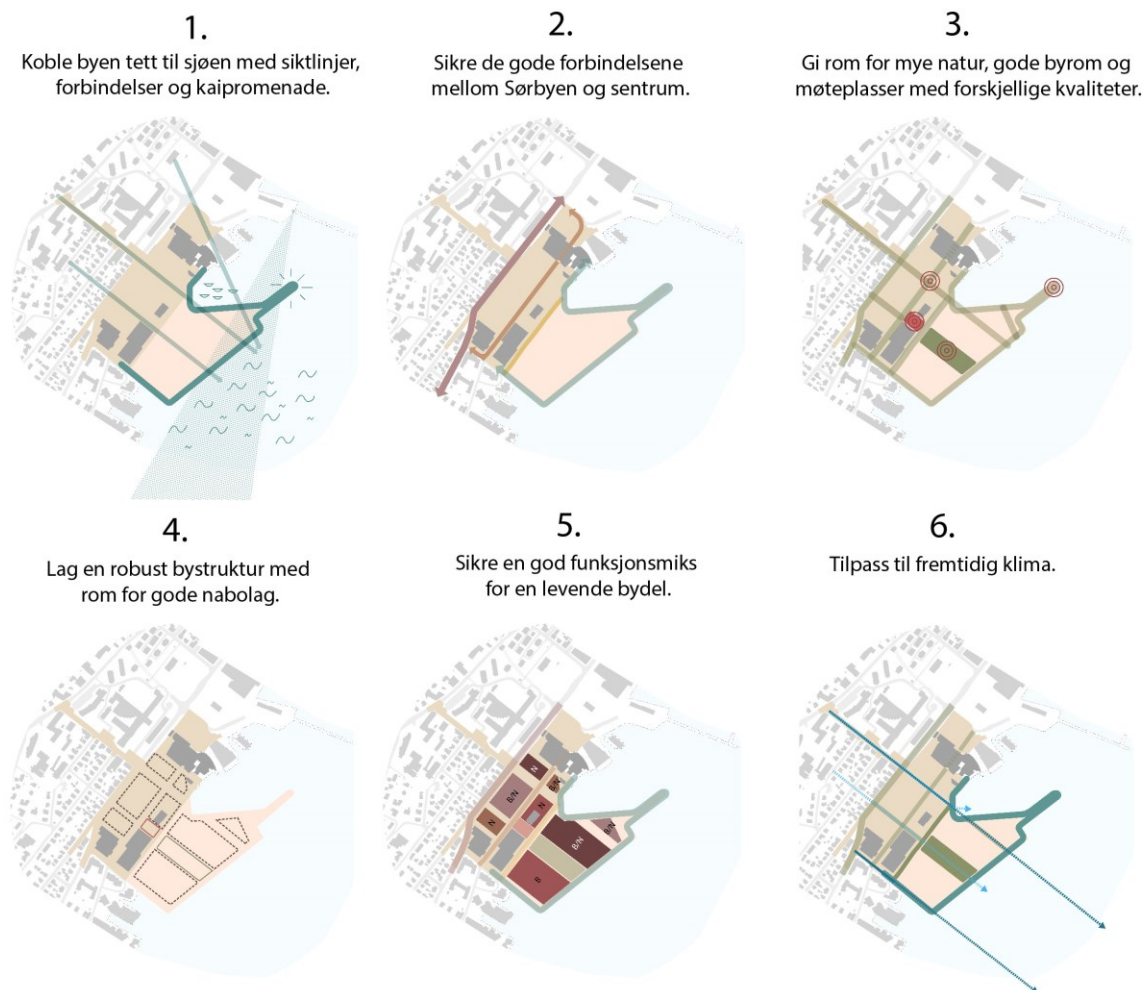 1.
Koble byen tett til sjøen med siktlinjer,
forbindelser og kaipromenade.
2.
Sikre de gode forbindelsene
mellom Sørbyen og sentrum.
3.
Gi rom for mye natur, gode byrom og
møteplasser med forskjellige kvaliteter.
4.
Lag en robust bystruktur med
rom for gode nabolag.
5.
Sikre en god funksjonsmiks
for en levende bydel.
N
B/N
B/N
N
N
B/N
B/N
B
6.
Tilpass til fremtidig klima.